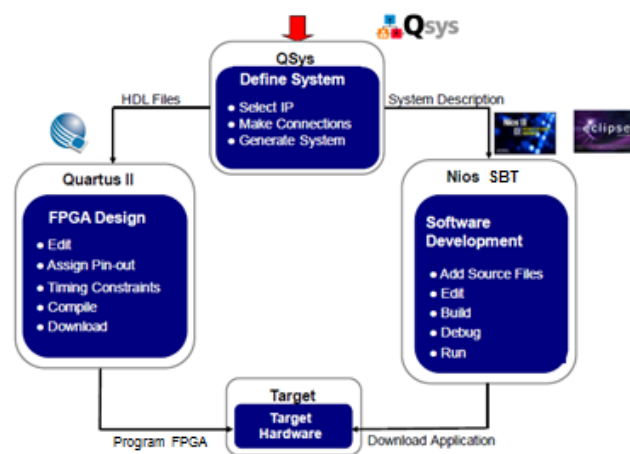 Qsys
QSys
Define System
• Select IP
• Make Connections
• Generate System
HDL Files
System Description
Nios II
eclipse
Quartus II
FPGA Design
• Edit
• Assign Pin-out
• Timing Constraints
• Compile
• Download
Nios SBT
Software
Development
• Add Source Files
• Edit
• Build
• Debug
• Run
Target
Target
Hardware
Program FPGA
Download Application